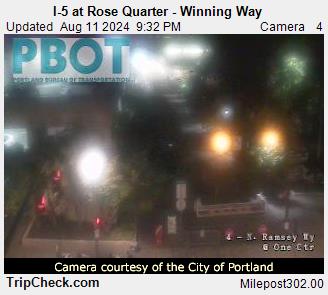 I-5 at Rose Quarter - Winning Way
Updated Aug 11 2024 9:32 PM Camera 4
PBOT
PORTLAND BUREAU OF TRANSPORTATION
4 - N. Ramsey Wy
@ One Ctr
Camera courtesy of the City of Portland
TripCheck.com Milepost302.00